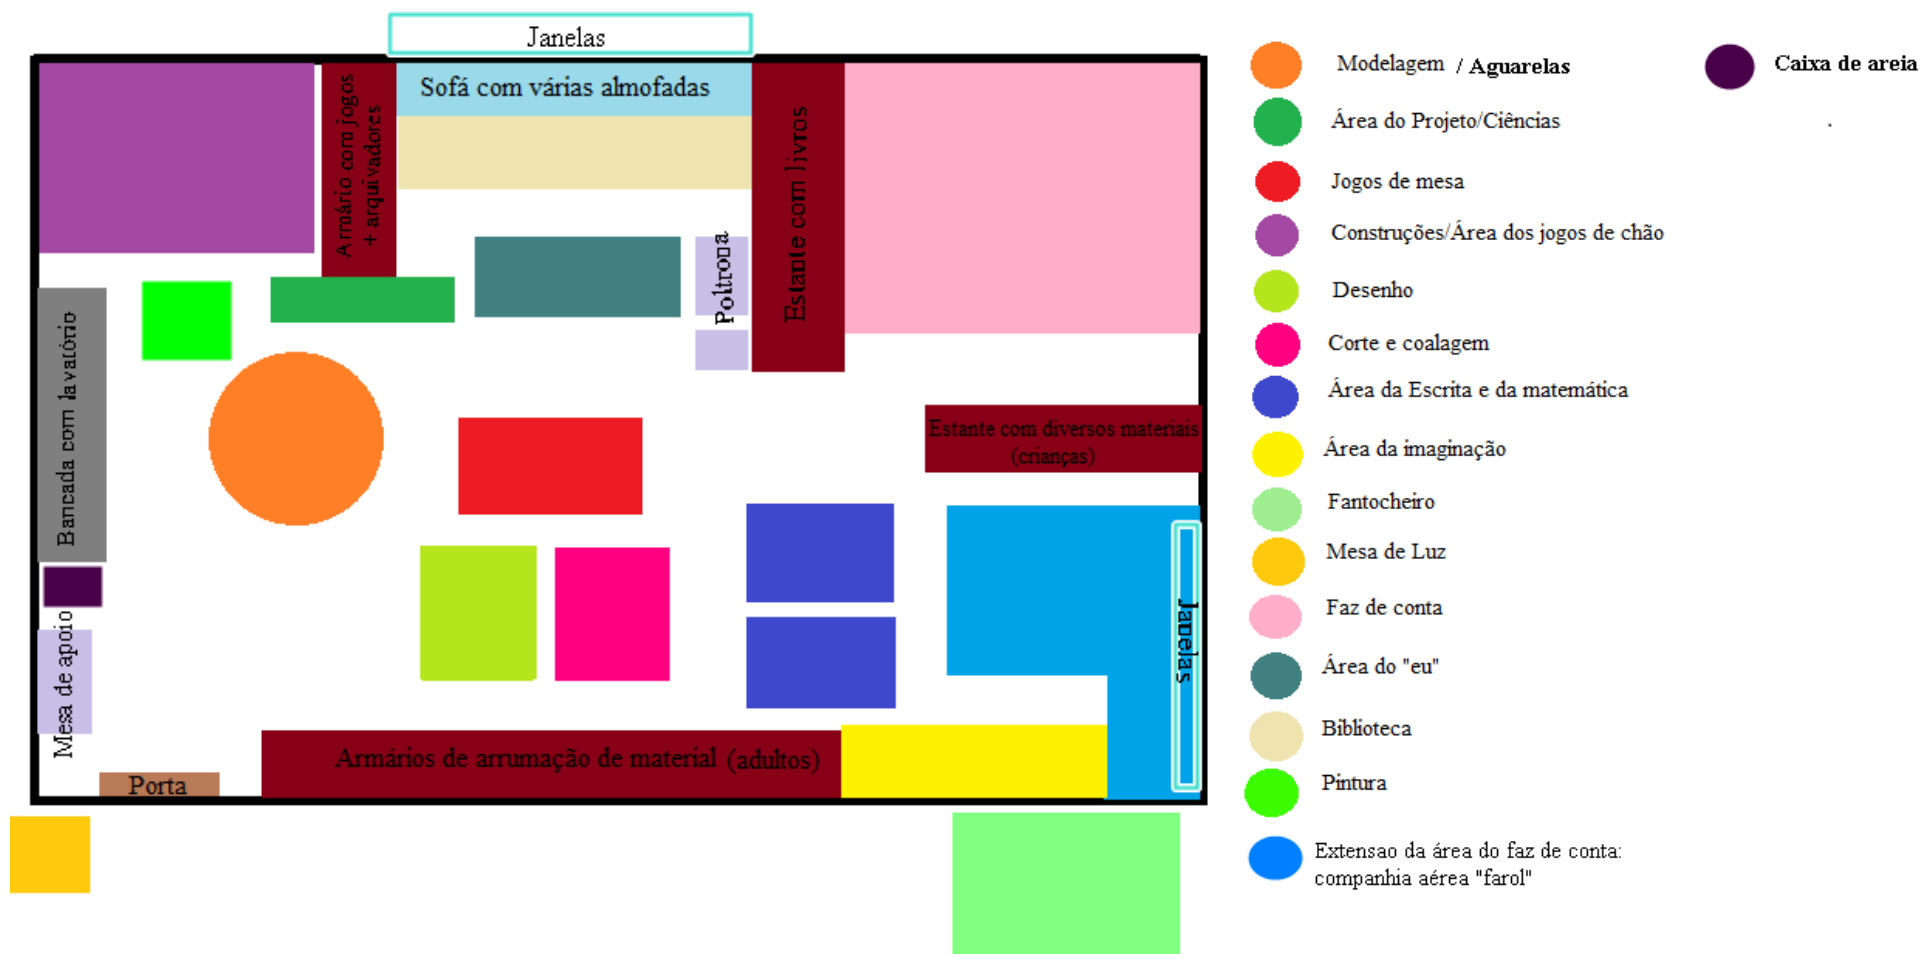 Janelas
Sofá com várias almofadas
Armário com jogos
+ arquivadores
Estante com livros
Poltrona
Bancada com lavatório
Estante com diversos materiais
(crianças)
Janelas
Mesa de apoio
Armários de arrumação de material (adultos)
Porta
Modelagem / Aguarelas
Área do Projeto/Ciências
Jogos de mesa
Construções/Área dos jogos de chão
Desenho
Corte e coalagem
Área da Escrita e da matemática
Área da imaginação
Fantocheiro
Mesa de Luz
Faz de conta
Área do "eu"
Biblioteca
Pintura
Extensao da área do faz de conta:
companhia aérea "farol"
Caixa de areia
.